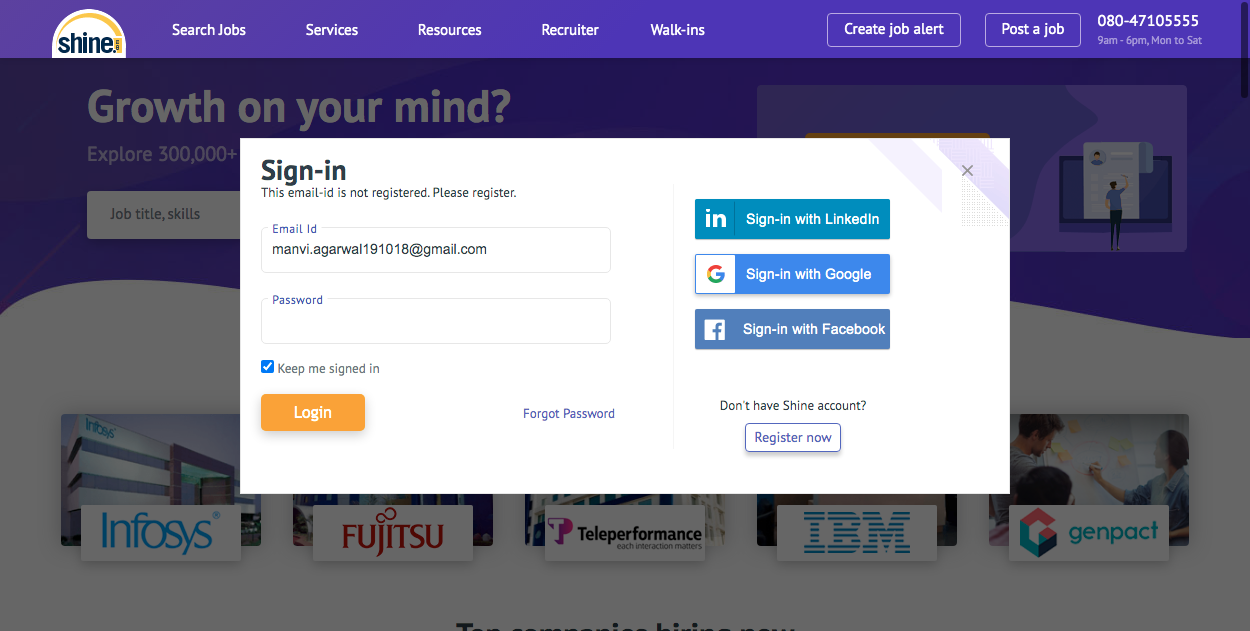 shine.com
Search Jobs
Services
Resources
Recruiter
Walk-ins
Create job alert
Post a job
080-47105555
9am - 6pm, Mon to Sat
Growth on your mind?
Explore 300,000+
Job title, skills
Sign-in
This email-id is not registered. Please register.
Email Id
manvi.agarwal191018@gmail.com
Password
Keep me signed in
Login
Forgot Password
Sign-in with LinkedIn
Sign-in with Google
Sign-in with Facebook
Don't have Shine account?
Register now
Infosys
Infosys
FUJITSU
Teleperformance
each interaction matters
IBM
genpact
Top companies hiring now